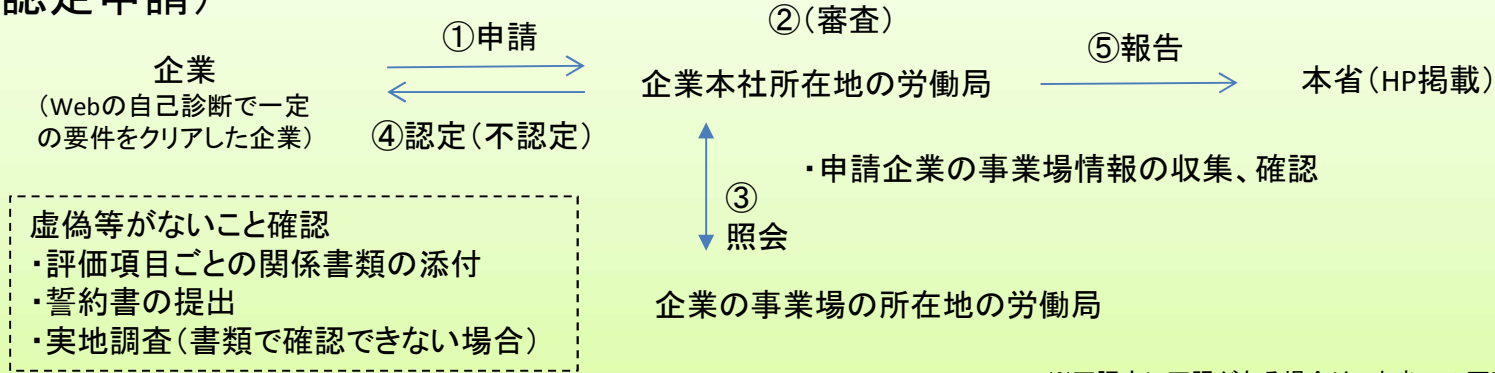 認定申請）
①申請
②（審査）
⑤報告
企業
（Webの自己診断で一定
の要件をクリアした企業）
企業本社所在地の労働局
本省（HP掲載）
④認定（不認定）
・申請企業の事業場情報の収集、確認
③
照会
虚偽等がないこと確認
・評価項目ごとの関係書類の添付
・誓約書の提出
・実地調査（書類で確認できない場合）
企業の事業場の所在地の労働局